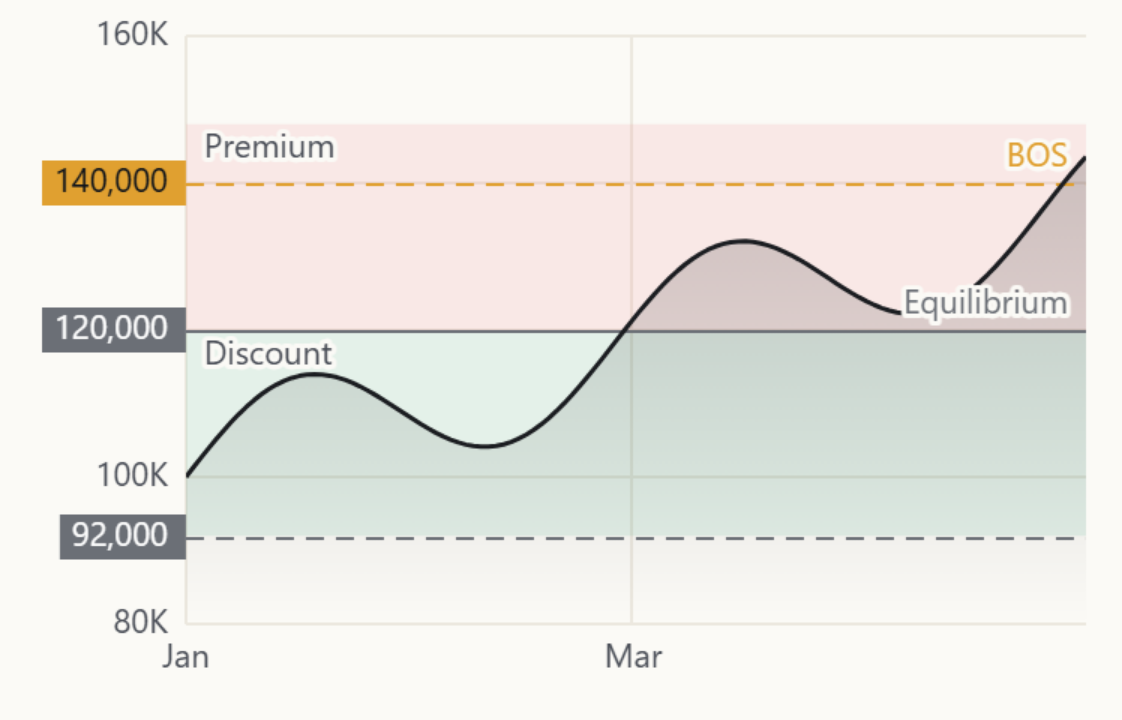 160K
Premium
BOS
140,000
Equilibrium
120,000
Discount
100K
92,000
80K
Jan
Mar